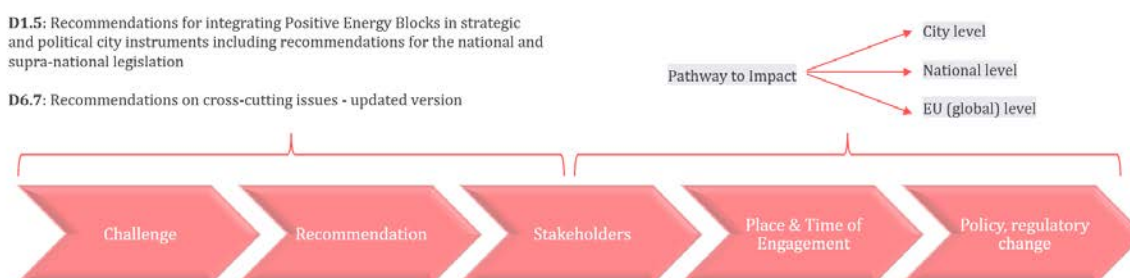 D1.5: Recommendations for integrating Positive Energy Blocks in strategic
and political city instruments including recommendations for the national and
supra-national legislation
D6.7: Recommendations on cross-cutting issues - updated version
Pathway to Impact
City level
National level
EU (global) level
Challenge
Recommendation
Stakeholders
Place & Time of
Engagement
Policy, regulatory
change